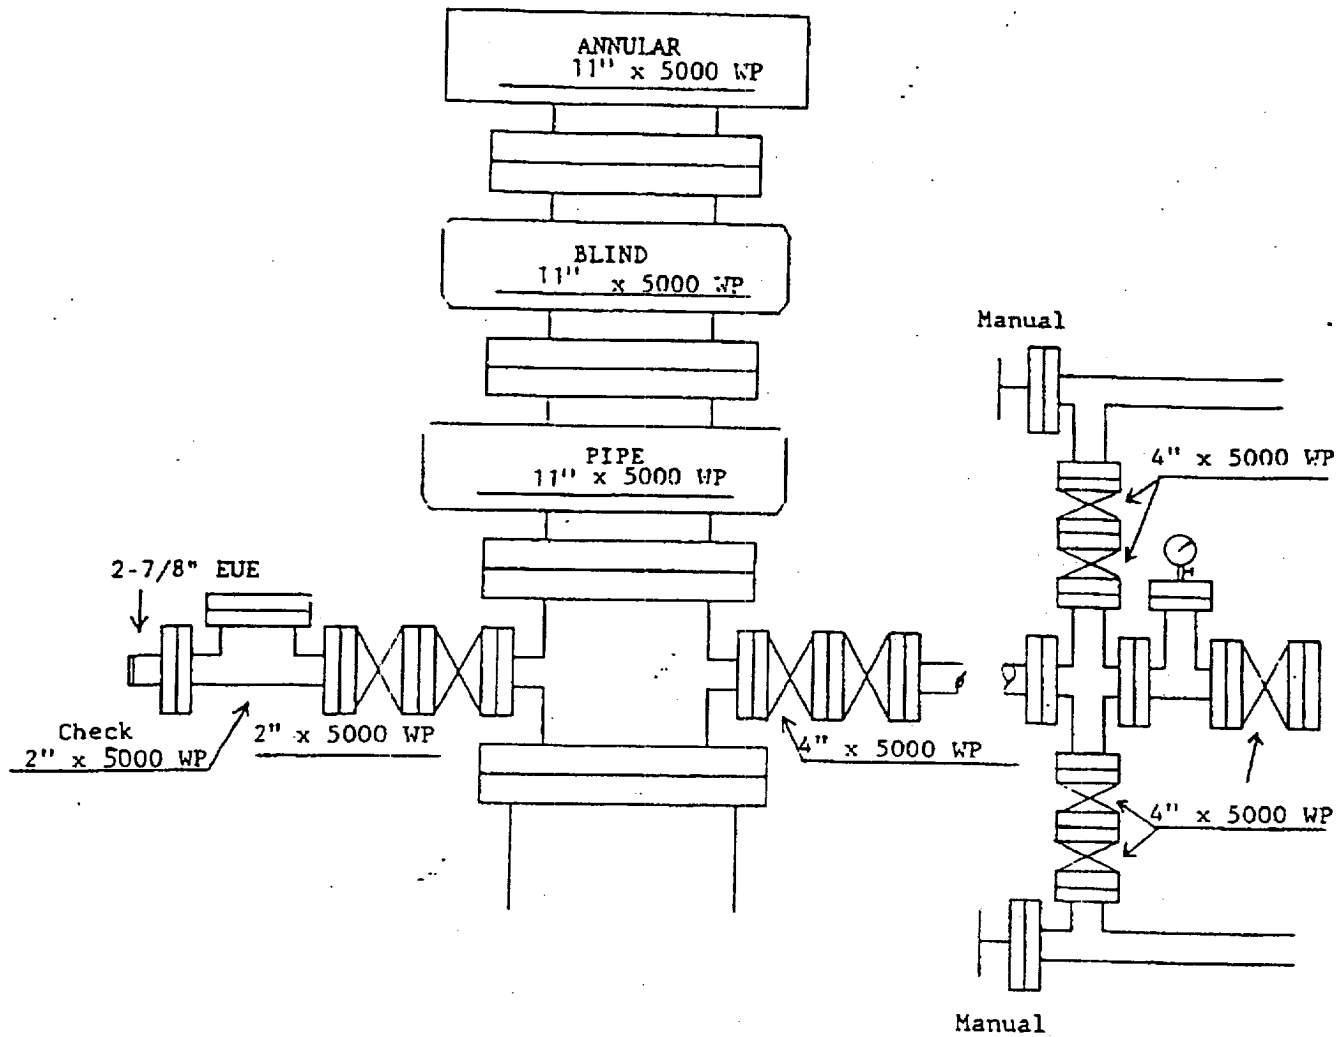 ANNULAR
11" x 5000 WP
BLIND
11" x 5000 WP
PIPE
11" x 5000 WP
2-7/8" EUE
Check
2" x 5000 WP
2" x 5000 WP
4" x 5000 WP
Manual
4" x 5000 WP
4" x 5000 WP
Manual